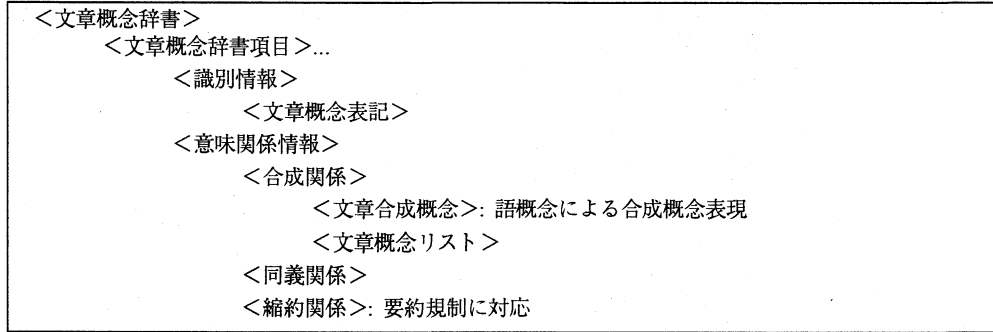 ＜文章概念辞書＞
＜文章概念辞書項目＞...
＜識別情報＞
＜文章概念表記＞
＜意味関係情報＞
＜合成関係＞
＜文章合成概念＞: 語概念による合成概念表現
＜文章概念リスト＞
＜同義関係＞
＜縮約関係＞: 要約規制に対応